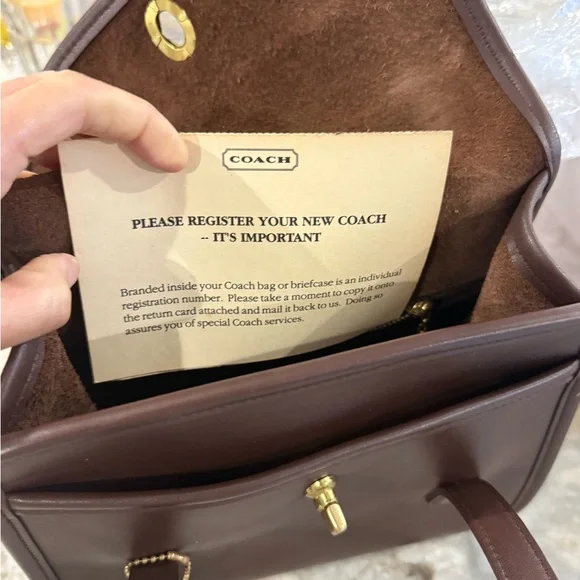 COACH
PLEASE REGISTER YOUR NEW COACH
-- IT'S IMPORTANT
Branded inside your Coach bag or briefcase is an individual
registration number. Please take a moment to copy it onto
the return card attached and mail it back to us. Doing so
assures you of special Coach services.